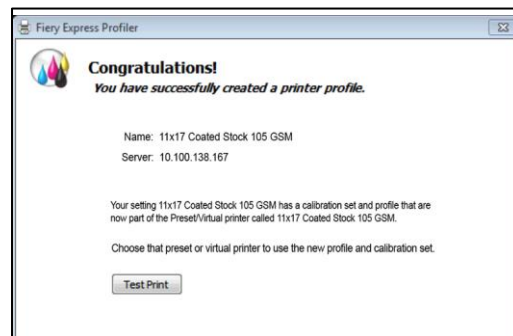 Fiery Express Profiler
Congratulations!
You have successfully created a printer profile.
Name: 11x17 Coated Stock 105 GSM
Server: 10.100.138.167
Your setting 11x17 Coated Stock 105 GSM has a calibration set and profile that are
now part of the Preset/Virtual printer called 11x17 Coated Stock 105 GSM.
Choose that preset or virtual printer to use the new profile and calibration set.
Test Print